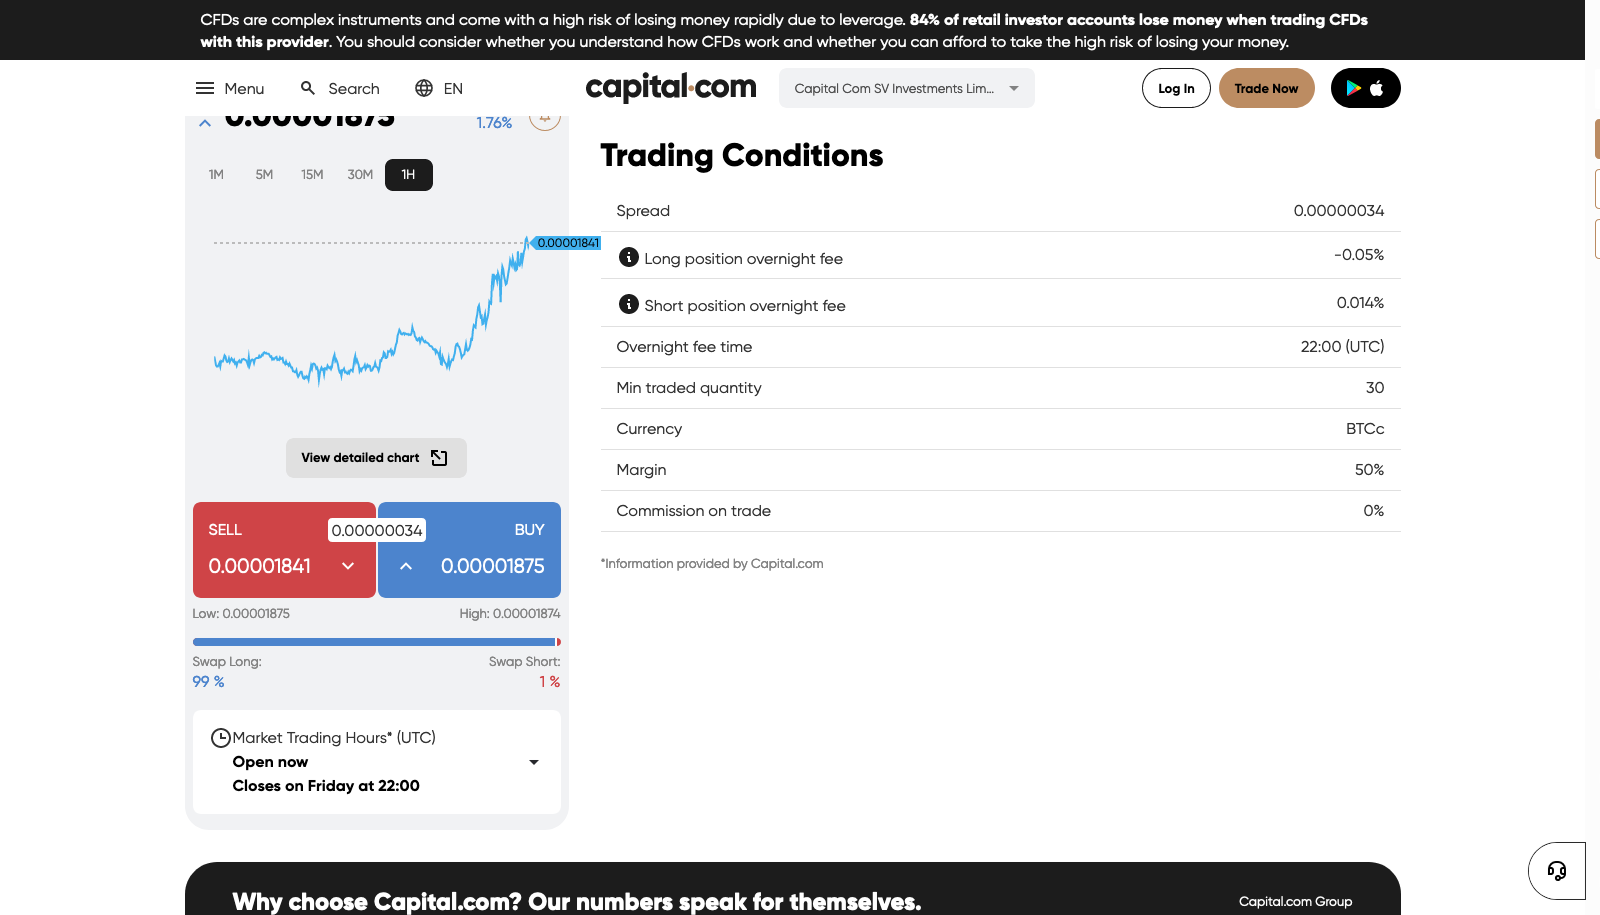 CFDs are complex instruments and come with a high risk of losing money rapidly due to leverage. 84% of retail investor accounts lose money when trading CFDs
with this provider. You should consider whether you understand how CFDs work and whether you can afford to take the high risk of losing your money.
Menu
Search
EN
capital.com
Capital Com SV Investments Lim...
Log In
Trade Now
0.00001875
1.76%
1M
5M
15M
30M
1H
0.00001841
View detailed chart
SELL
0.00000034
BUY
0.00001841
0.00001875
Low: 0.00001875
High: 0.00001874
Swap Long:
Swap Short:
99 %
1 %
Market Trading Hours* (UTC)
Open now
Closes on Friday at 22:00
Trading Conditions
Spread 0.00000034
Long position overnight fee -0.05%
Short position overnight fee 0.014%
Overnight fee time 22:00 (UTC)
Min traded quantity 30
Currency BTCc
Margin 50%
Commission on trade 0%
*Information provided by Capital.com
Why choose Capital.com? Our numbers speak for themselves.
Capital.com Group